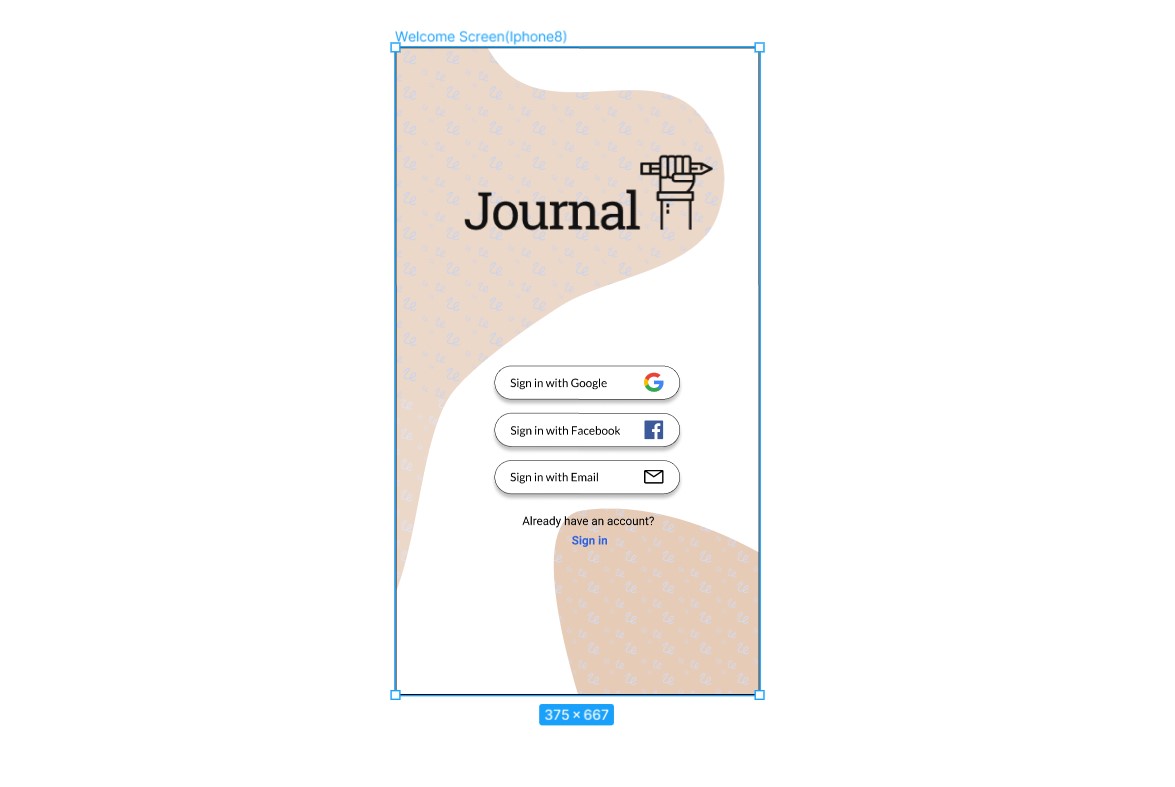 Welcome Screen(Iphone8)
Journal
Sign in with Google
Sign in with Facebook
Sign in with Email
Already have an account?
Sign in
375 × 667